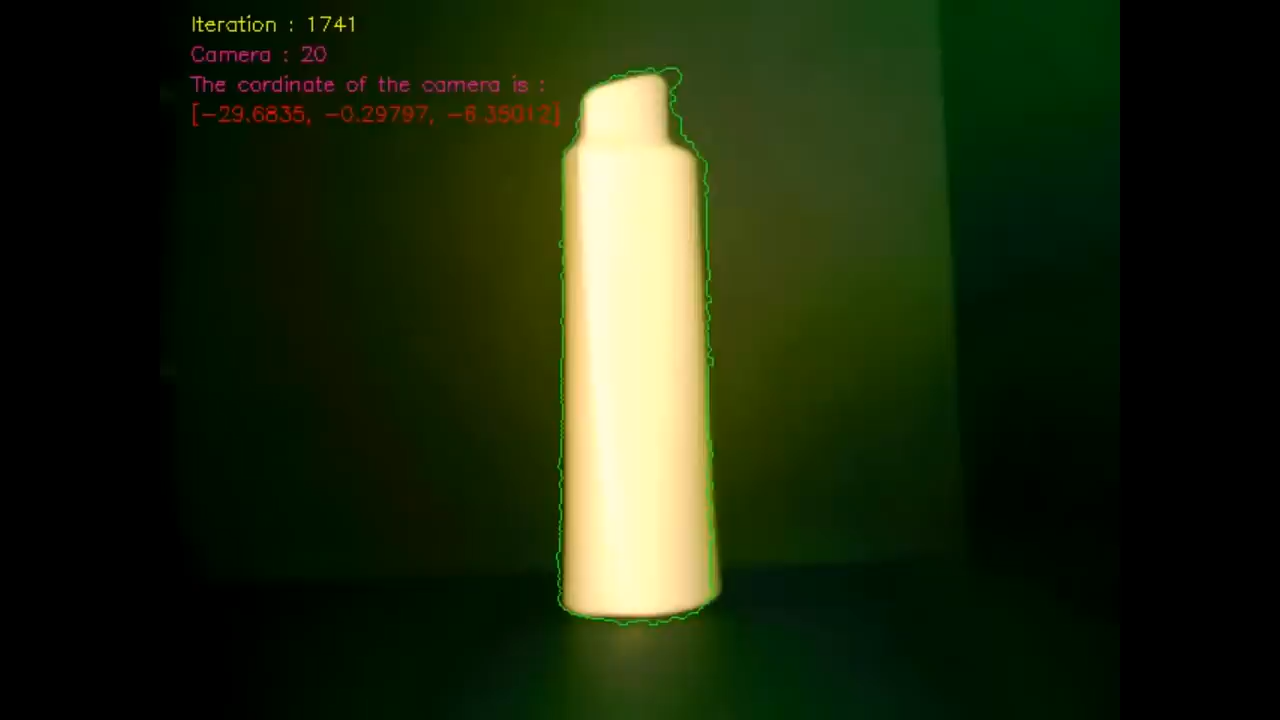 Iteration : 1741
Camera : 20
The cordinate of the camera is :
[-29.6835, -0.29797, -6.35012]